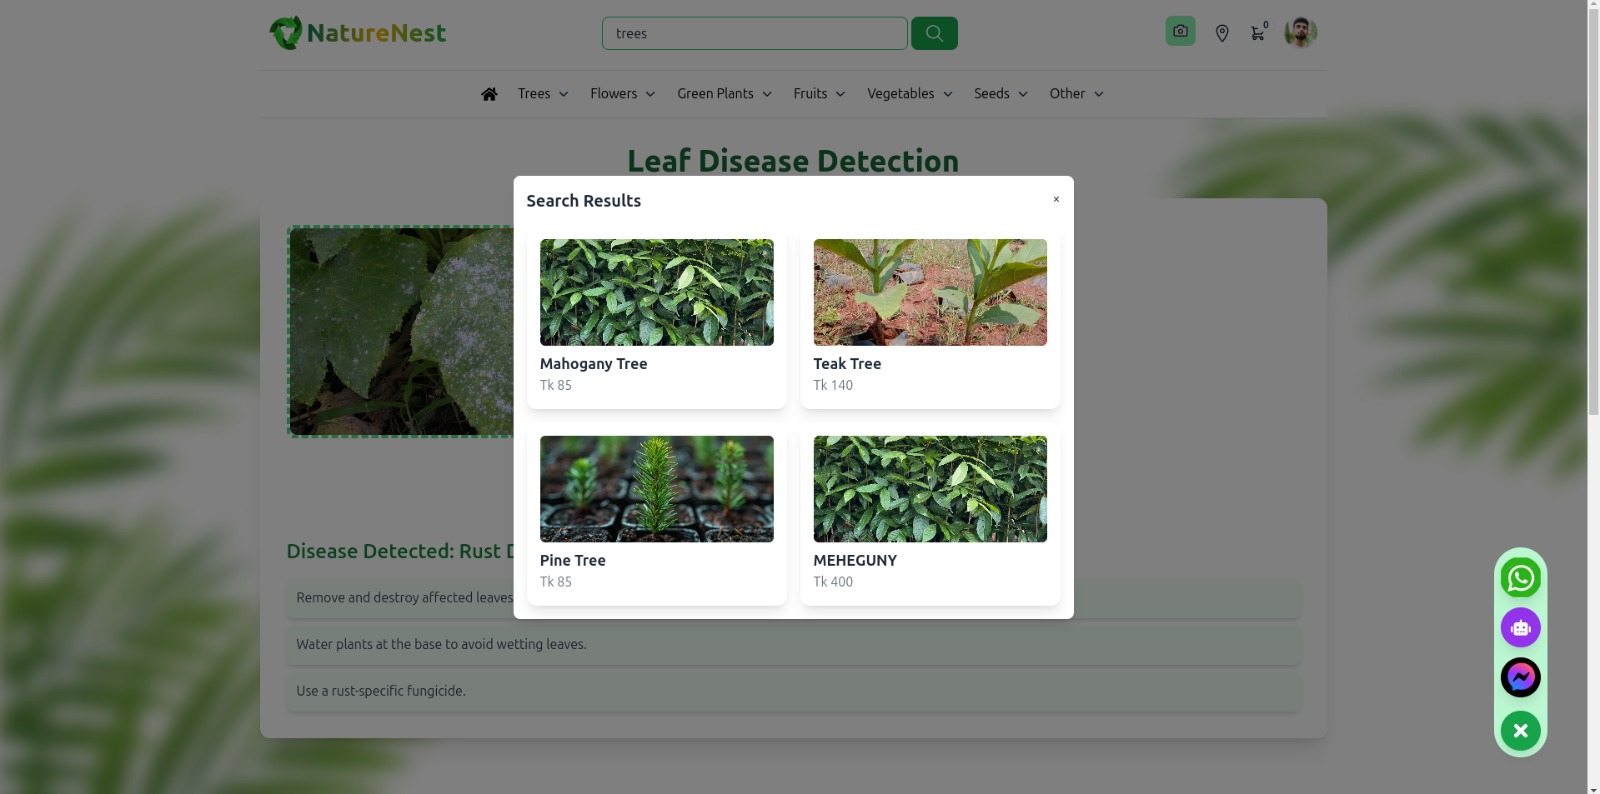 NatureNest
trees
0
Trees
Flowers
Green Plants
Fruits
Vegetables
Seeds
Other
Leaf Disease Detection
Search Results
×
Mahogany Tree
Tk 85
Teak Tree
Tk 140
Pine Tree
Tk 85
MEHEGUNY
Tk 400
Disease Detected: Rust D
Remove and destroy affected leaves
Water plants at the base to avoid wetting leaves.
Use a rust-specific fungicide.